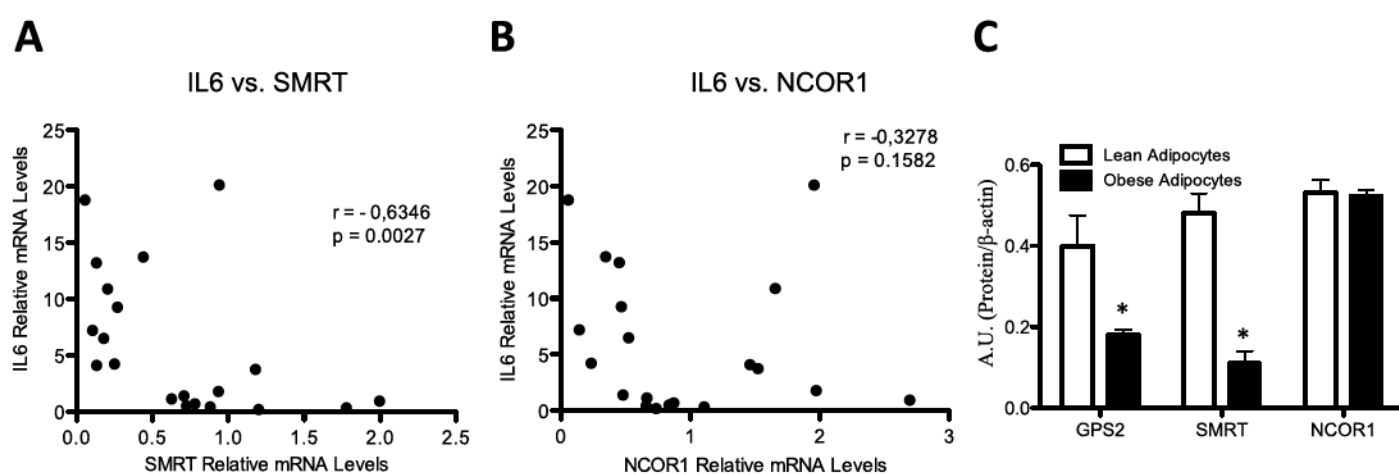 A
IL6 vs. SMRT
IL6 Relative mRNA Levels
25
20
15
10
5
0
r = - 0,6346
p = 0.0027
0.0 0.5 1.0 1.5 2.0 2.5
SMRT Relative mRNA Levels
B
IL6 vs. NCOR1
IL6 Relative mRNA Levels
25
20
15
10
5
0
r = -0,3278
p = 0.1582
0 1 2 3
NCOR1 Relative mRNA Levels
C
Lean Adipocytes
Obese Adipocytes
A.U. (Protein/β-actin)
0.6
0.4
0.2
0.0
*
*
GPS2 SMRT NCOR1